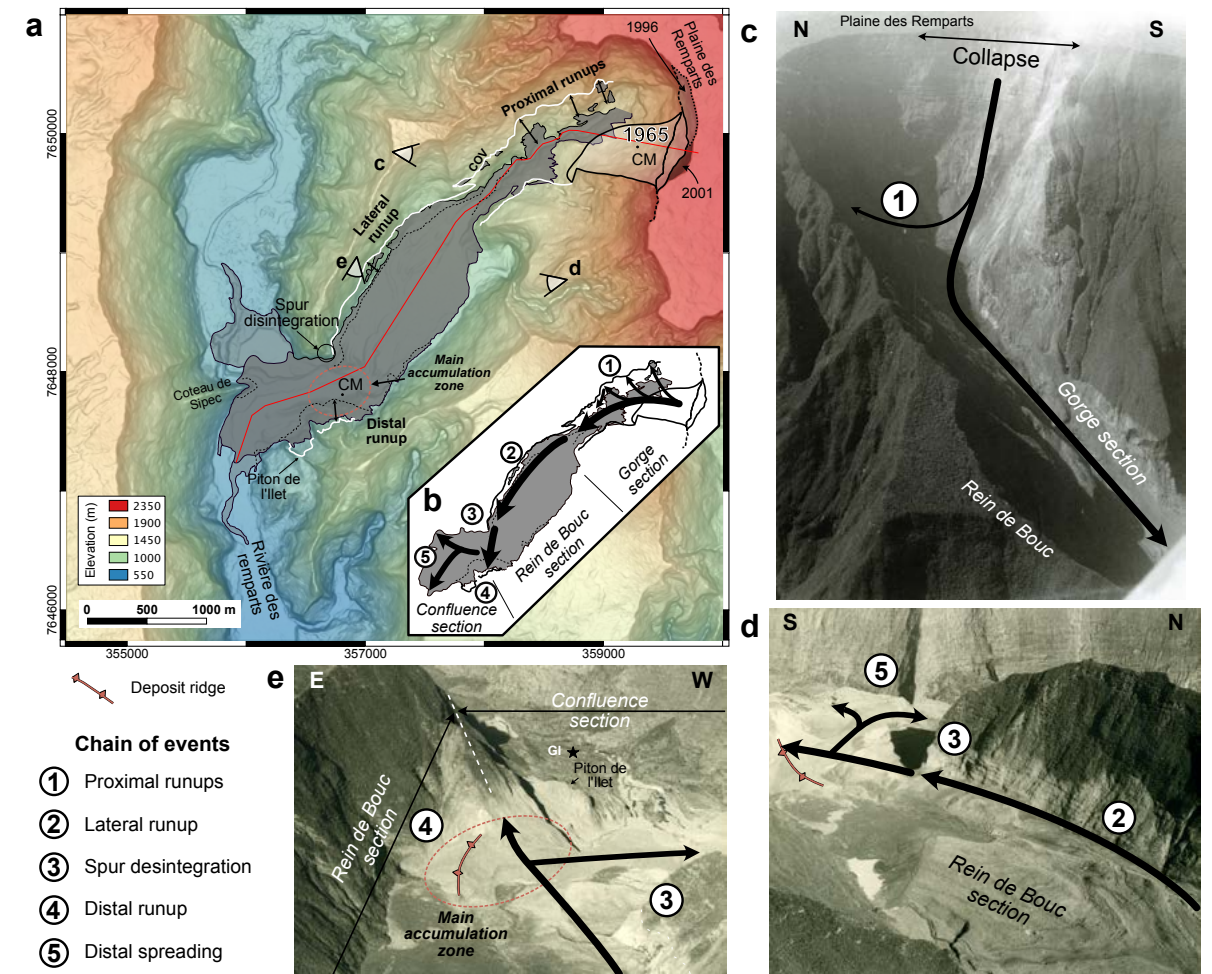 a
7650000
7648000
7646000
355000
357000
359000
1996
Plaine des
Remparts
Proximal runups
1965
CM
2001
COV
c
Lateral
runup
e
d
Spur
disintegration
Coteau de
Sipec
CM
Main
accumulation
zone
Distal
runup
Piton de
l'Ilet
Rivière des
remparts
Elevation (m)
2350
1900
1450
1000
550
0 500 1000 m
b
1
2
3
4
5
Gorge
section
Rein de Bouc
section
Confluence
section
c
N
Plaine des Remparts
S
Collapse
1
Gorge section
Rein de Bouc
d
S
N
5
3
2
Rein de Bouc
section
e
E
W
Confluence
section
GI
Piton de
l'Ilet
Rein de Bouc
section
4
3
Main
accumulation
zone
Deposit ridge
Chain of events
1 Proximal runups
2 Lateral runup
3 Spur desintegration
4 Distal runup
5 Distal spreading